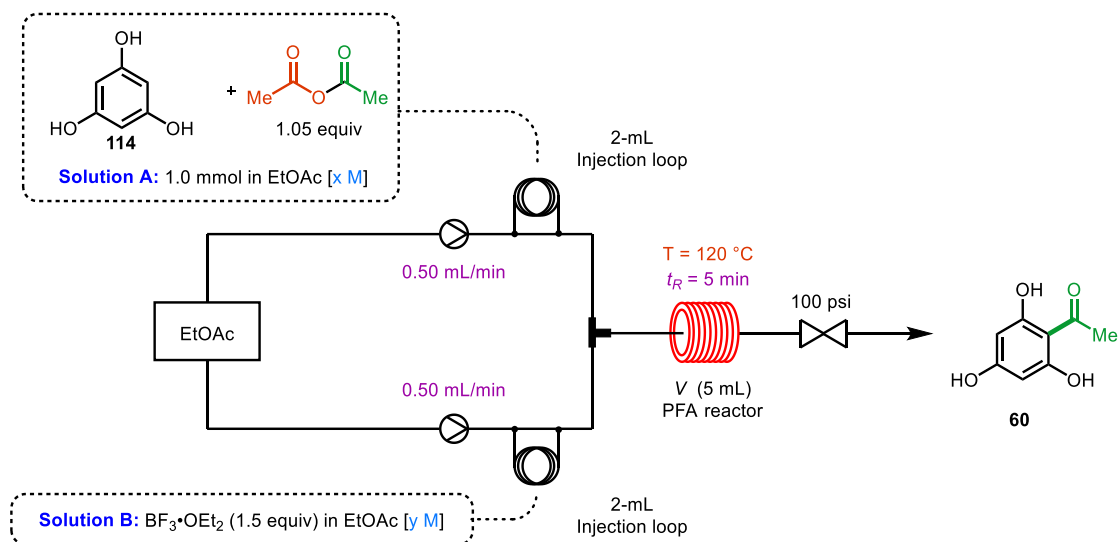 OH
HO
OH
114
+
O
O
Me
O
Me
1.05 equiv
Solution A: 1.0 mmol in EtOAc [x M]
2-mL
Injection loop
0.50 mL/min
EtOAc
0.50 mL/min
T = 120 °C
tR = 5 min
V (5 mL)
PFA reactor
100 psi
OH
O
Me
HO
OH
60
Solution B: BF3•OEt2 (1.5 equiv) in EtOAc [y M]
2-mL
Injection loop